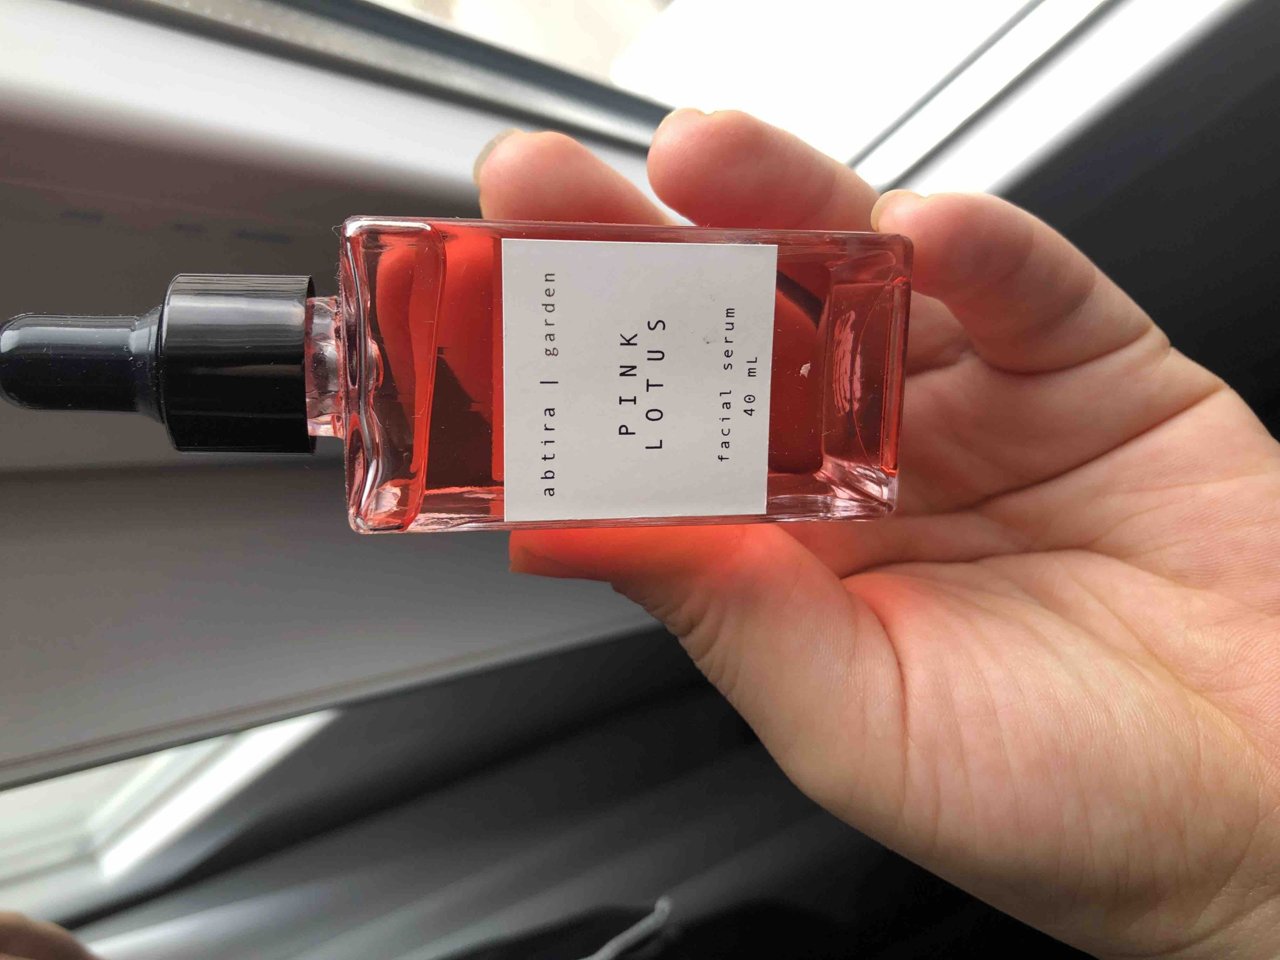 abtira | garden
PINK
LOTUS
facial serum
40 mL